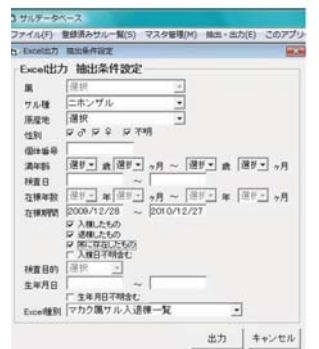 サルデータベース
ファイル(F) 登録済みサル一覧(S) マスタ管理(M) 抽出・出力(E) このアプリ
Excel出力 抽出条件設定
Excel出力 抽出条件設定
属 選択
サル種 ニホンザル
原産地 選択
性別 ♂ ♀ 不明
個体番号
満年齢 選択 歳 選択 ヶ月 ～ 選択 歳 選択 ヶ月
検査日 ～
在棟年数 選択 年 選択 ヶ月 ～ 選択 年 選択 ヶ月
在棟期間 2009/12/28 ～ 2010/12/27
入棟したもの
退棟したもの
既に存在したもの
入棟日不明含む
検査目的 選択
生年月日 ～
生年月日不明含む
Excel種別 マカク属サル入退棟一覧
出力 キャンセル